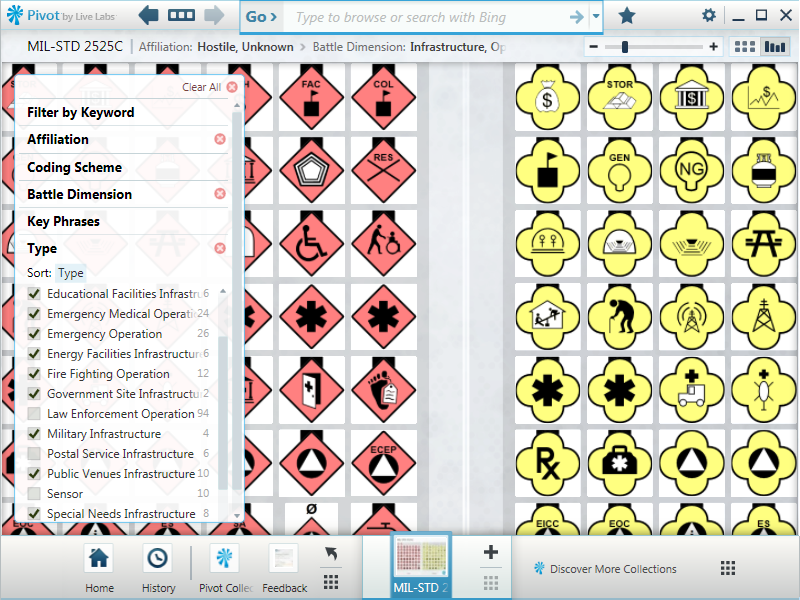 Pivot by Live Labs
Go › Type to browse or search with Bing
MIL-STD 2525C | Affiliation: Hostile, Unknown > Battle Dimension: Infrastructure, Op
Clear All
Filter by Keyword
Affiliation
Coding Scheme
Battle Dimension
Key Phrases
Type
Sort: Type
Educational Facilities Infrastru 6
Emergency Medical Operati 24
Emergency Operation 26
Energy Facilities Infrastructur 6
Fire Fighting Operation 12
Government Site Infrastructu 2
Law Enforcement Operation 94
Military Infrastructure 4
Postal Service Infrastructure 6
Public Venues Infrastructure 10
Sensor 10
Special Needs Infrastructure 8
FAC COL
STOR
$
RES
GEN NG
ECEP
Rx
Ø
EOC ES SA
EICC EOC ES
Home History Pivot Collec Feedback
MIL-STD 2
Discover More Collections